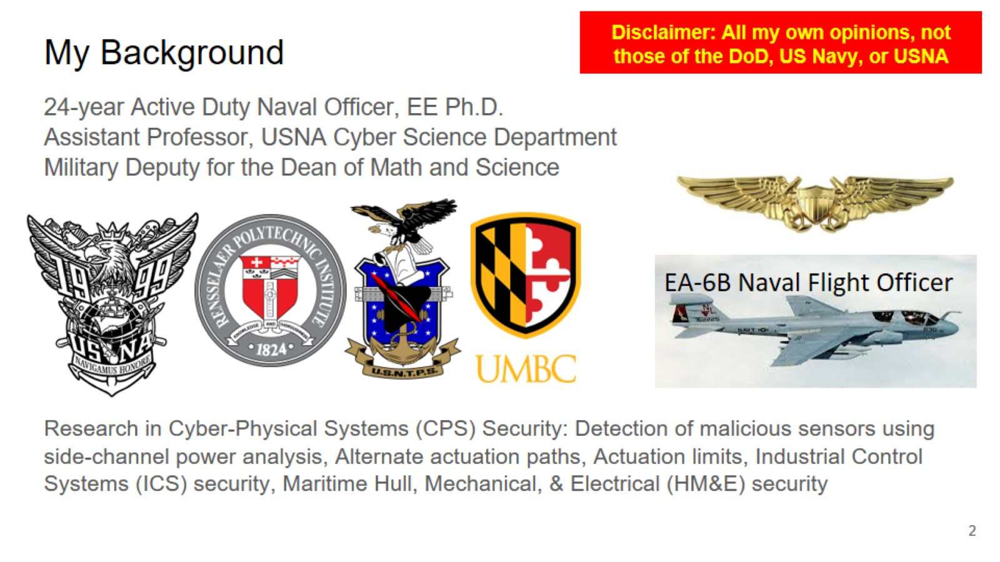 My Background
Disclaimer: All my own opinions, not
those of the DoD, US Navy, or USNA
24-year Active Duty Naval Officer, EE Ph.D.
Assistant Professor, USNA Cyber Science Department
Military Deputy for the Dean of Math and Science
1999
USNA
NAVIGAMUS HONORE
RENSSELAER POLYTECHNIC INSTITUTE
KNOWLEDGE AND THOROUGHNESS
1824
U.S.N.T.P.S.
UMBC
EA-6B Naval Flight Officer
NL
NAVY
Research in Cyber-Physical Systems (CPS) Security: Detection of malicious sensors using
side-channel power analysis, Alternate actuation paths, Actuation limits, Industrial Control
Systems (ICS) security, Maritime Hull, Mechanical, & Electrical (HM&E) security
2